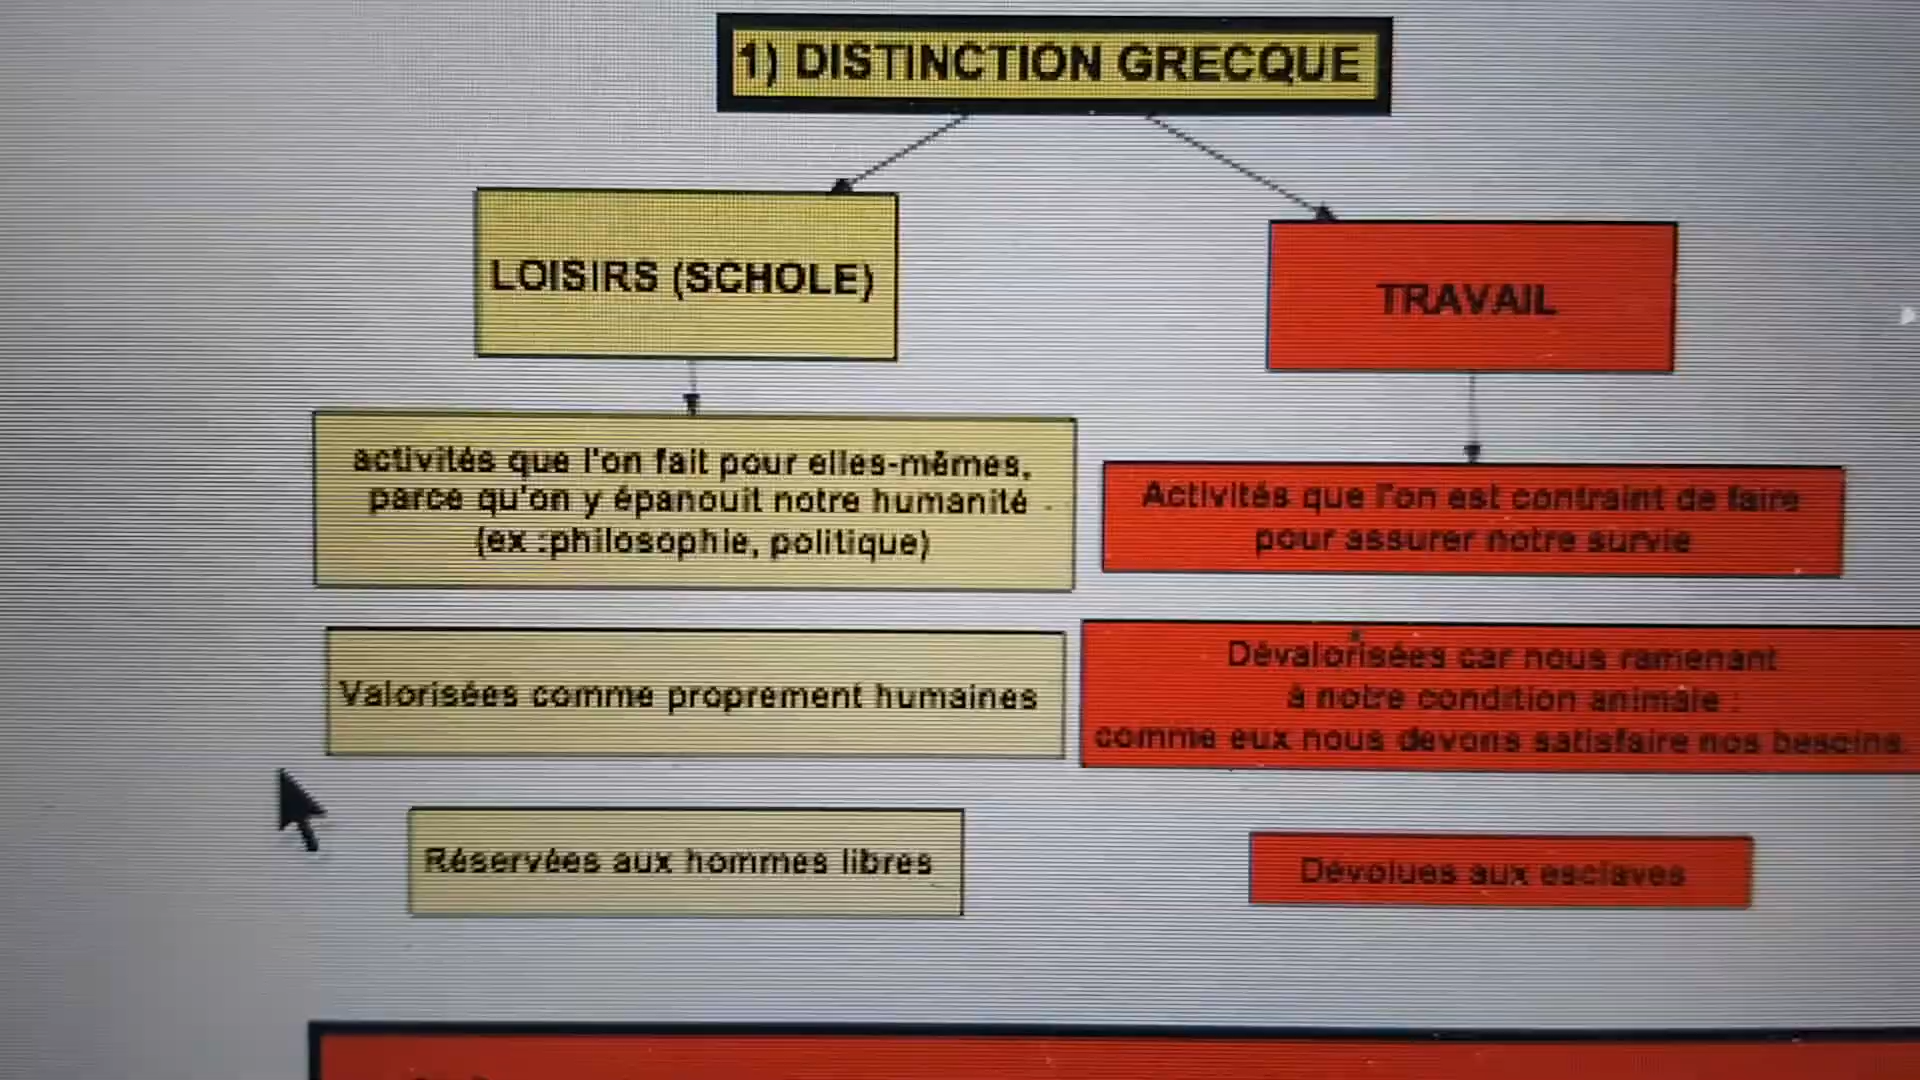 1) DISTINCTION GRECQUE
LOISIRS (SCHOLE)
TRAVAIL
activités que l'on fait pour elles-mêmes,
parce qu'on y épanouit notre humanité
(ex :philosophie, politique)
Activités que l'on est contraint de faire
pour assurer notre survie
Valorisées comme proprement humaines
Dévalorisées car nous ramenant
à notre condition animale :
comme eux nous devons satisfaire nos besoins.
Réservées aux hommes libres
Dévolues aux esclaves